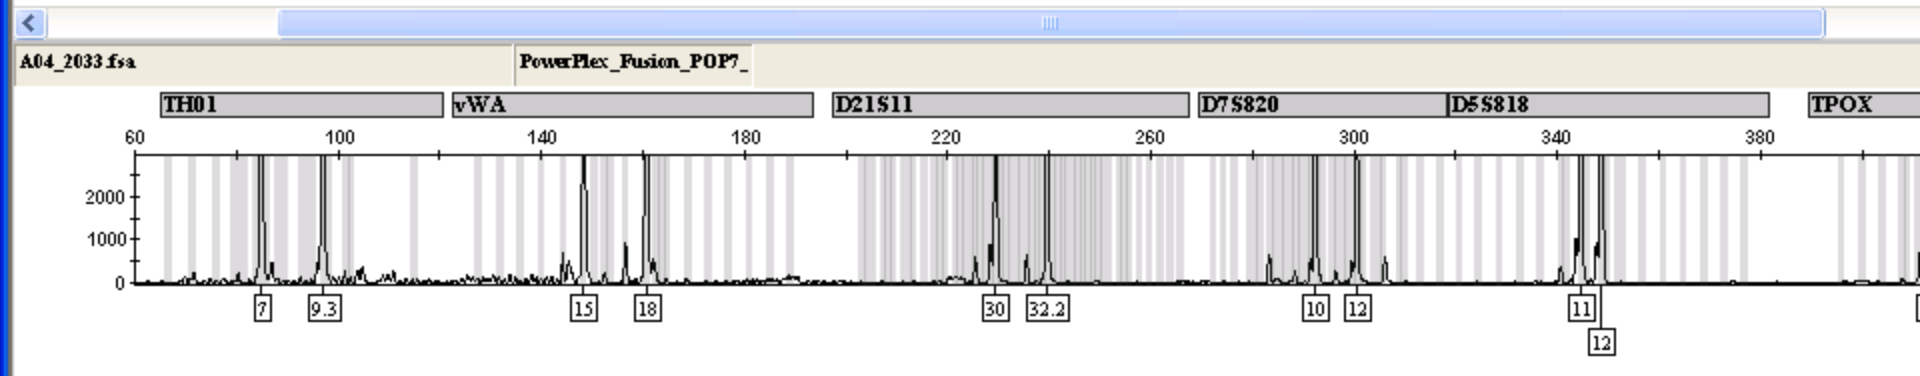 A04_2033.fsa PowerPlex_Fusion_POP7_
TH01 vWA D21S11 D7S820 D5S818 TPOX
60 100 140 180 220 260 300 340 380
2000
1000
0
7 9.3 15 18 30 32.2 10 12 11
12